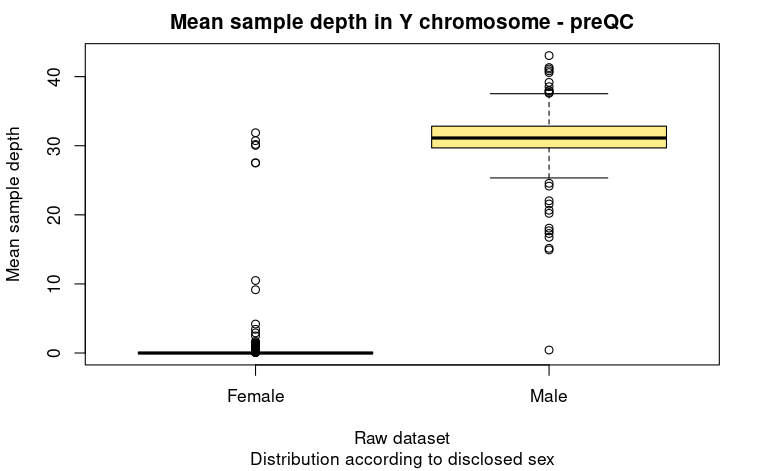 Mean sample depth in Y chromosome - preQC
Mean sample depth
40
30
20
10
0
Female Male
Raw dataset
Distribution according to disclosed sex